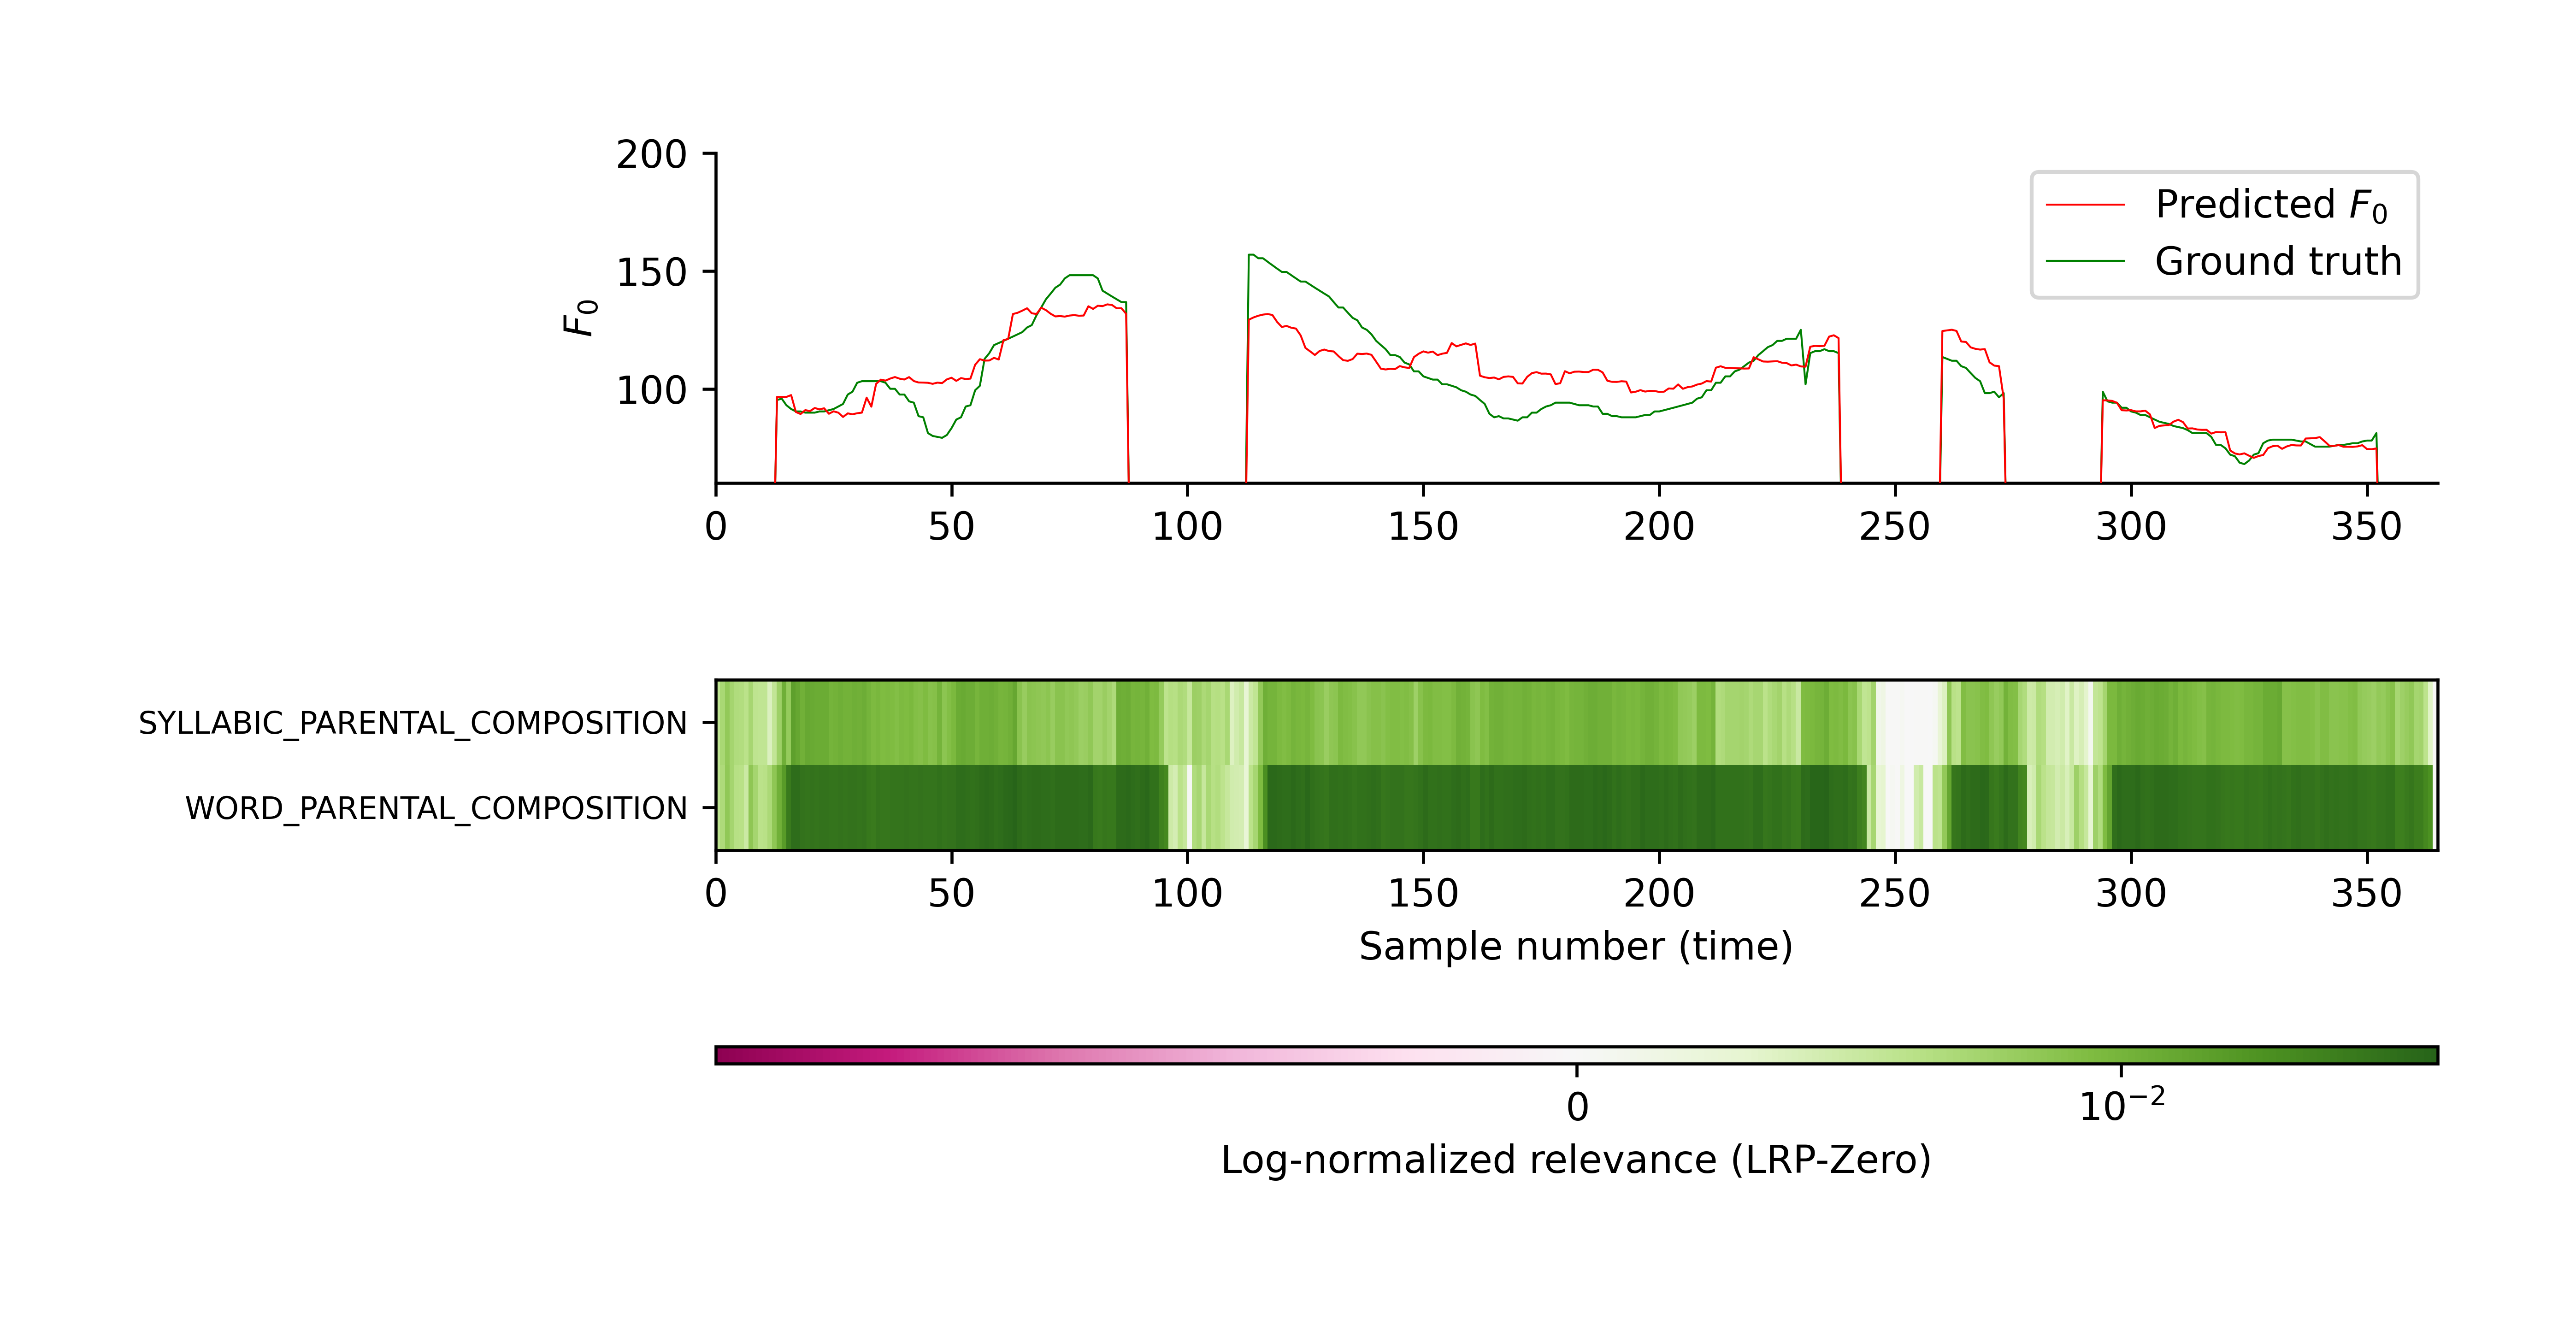 200
150
100
F0
Predicted F0
Ground truth
0 50 100 150 200 250 300 350
SYLLABIC_PARENTAL_COMPOSITION
WORD_PARENTAL_COMPOSITION
0 50 100 150 200 250 300 350
Sample number (time)
0 10−2
Log-normalized relevance (LRP-Zero)